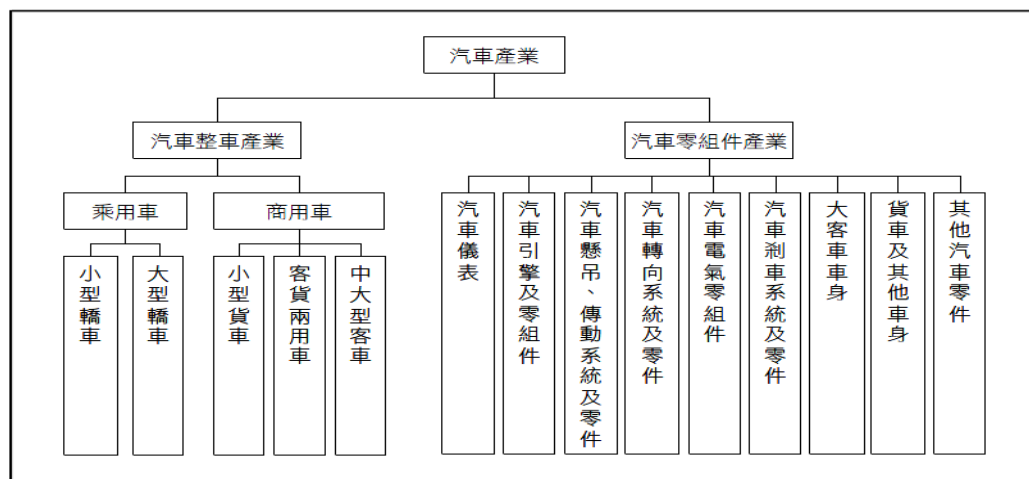 汽車產業
汽車整車產業
汽車零組件產業
乘用車
商用車
小型轎車
大型轎車
小型貨車
客貨兩用車
中大型客車
汽車儀表
汽車引擎及零組件
汽車懸吊、傳動系統及零件
汽車轉向系統及零件
汽車電氣零組件
汽車剎車系統及零件
大客車車身
貨車及其他車身
其他汽車零件